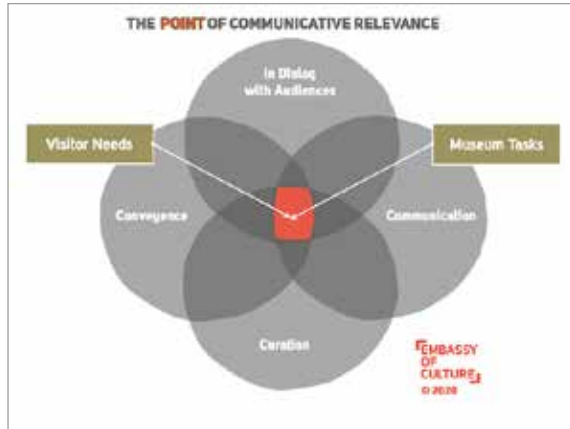 THE POINT OF COMMUNICATIVE RELEVANCE
In Dialog
with Audiences
Visitor Needs
Museum Tasks
Conveyence
Communication
Curation
EMBASSY
OF
CULTURE
© 2020